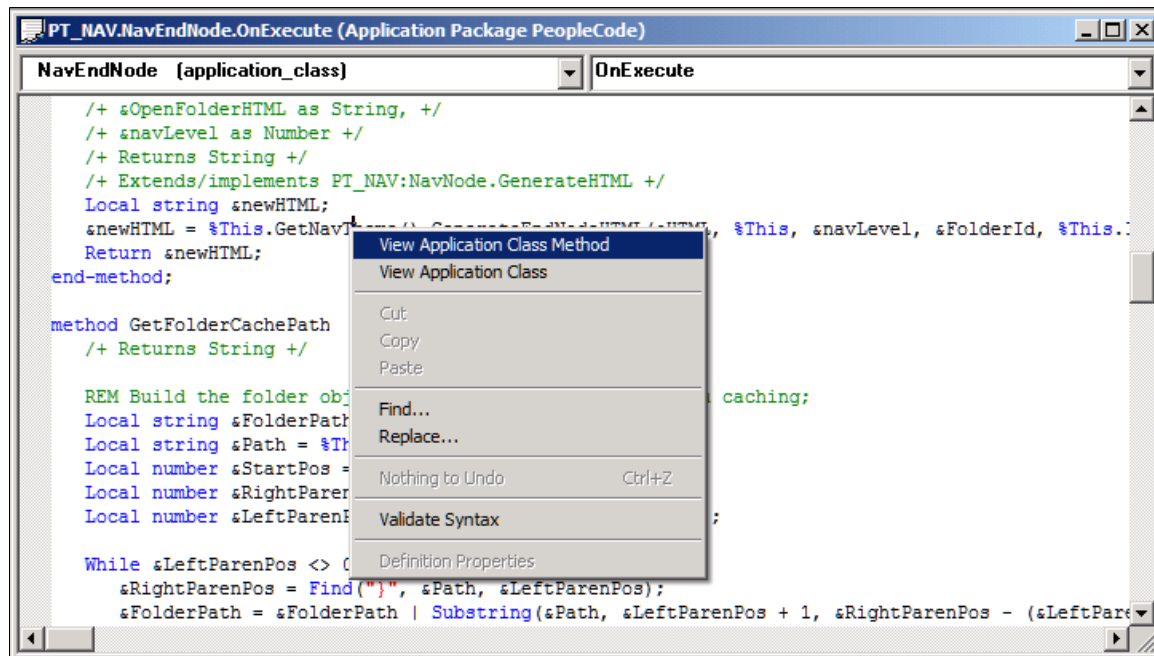 PT_NAV.NavEndNode.OnExecute (Application Package PeopleCode)
NavEndNode (application_class) OnExecute
/+ &OpenFolderHTML as String, +/
/+ &navLevel as Number +/
/+ Returns String +/
/+ Extends/implements PT_NAV:NavNode.GenerateHTML +/
Local string &newHTML;
&newHTML = %This.GetNavTheme().GenerateEndNodeHTML(&HTML, %This, &navLevel, &FolderId, %This.
Return &newHTML;
end-method;
method GetFolderCachePath
/+ Returns String +/
REM Build the folder obj caching;
Local string &FolderPath
Local string &Path = %Th
Local number &StartPos =
Local number &RightParen
Local number &LeftParenP ;
While &LeftParenPos <>
&RightParenPos = Find("}", &Path, &LeftParenPos);
&FolderPath = &FolderPath | Substring(&Path, &LeftParenPos + 1, &RightParenPos - (&LeftPare
View Application Class Method
View Application Class
Cut
Copy
Paste
Find...
Replace...
Nothing to Undo Ctrl+Z
Validate Syntax
Definition Properties